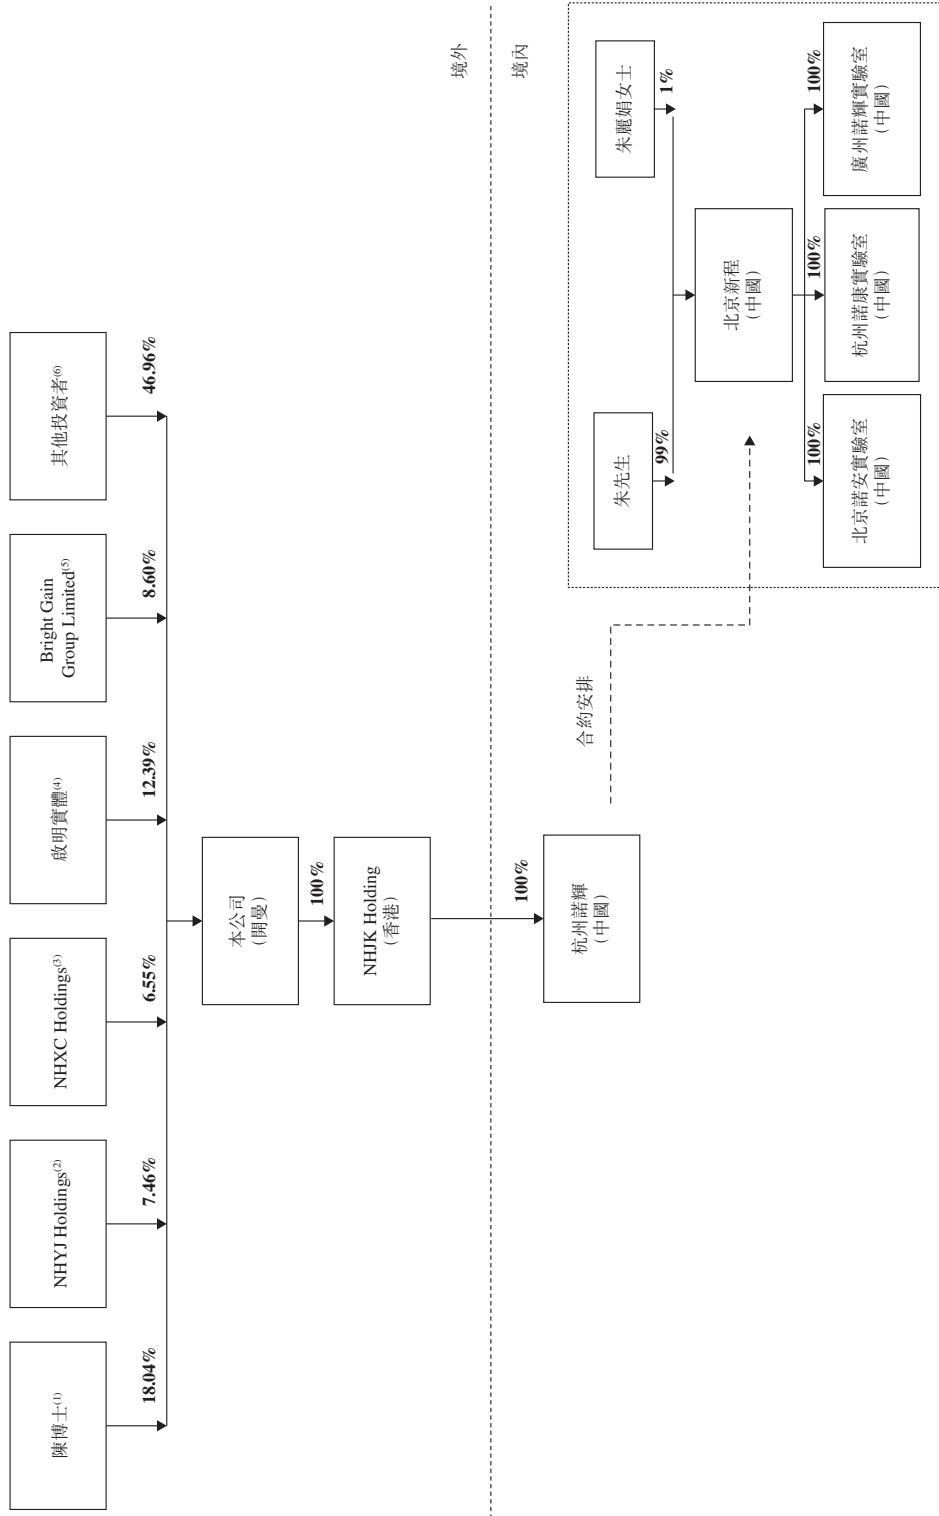 陳博士(1)
NHYJ Holdings(2)
NHXC Holdings(3)
啟明實體(4)
Bright Gain
Group Limited(5)
其他投資者(6)
18.04%
7.46%
6.55%
12.39%
8.60%
46.96%
本公司
（開曼）
100%
NHJK Holding
（香港）
境外
境內
100%
杭州諾輝
（中國）
合約安排
朱先生
朱麗娟女士
99%
1%
北京新程
（中國）
100%
100%
100%
北京諾安實驗室
（中國）
杭州諾康實驗室
（中國）
廣州諾輝實驗室
（中國）